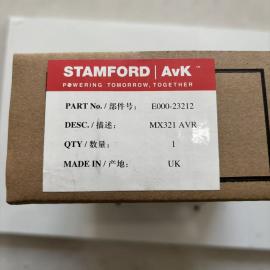 STAMFORD | AvK™
POWERING TOMORROW, TOGETHER
PART No. / 部件号: E000-23212
DESC. / 描述: MX321 AVR
QTY / 数量: 1
MADE IN / 产地: UK